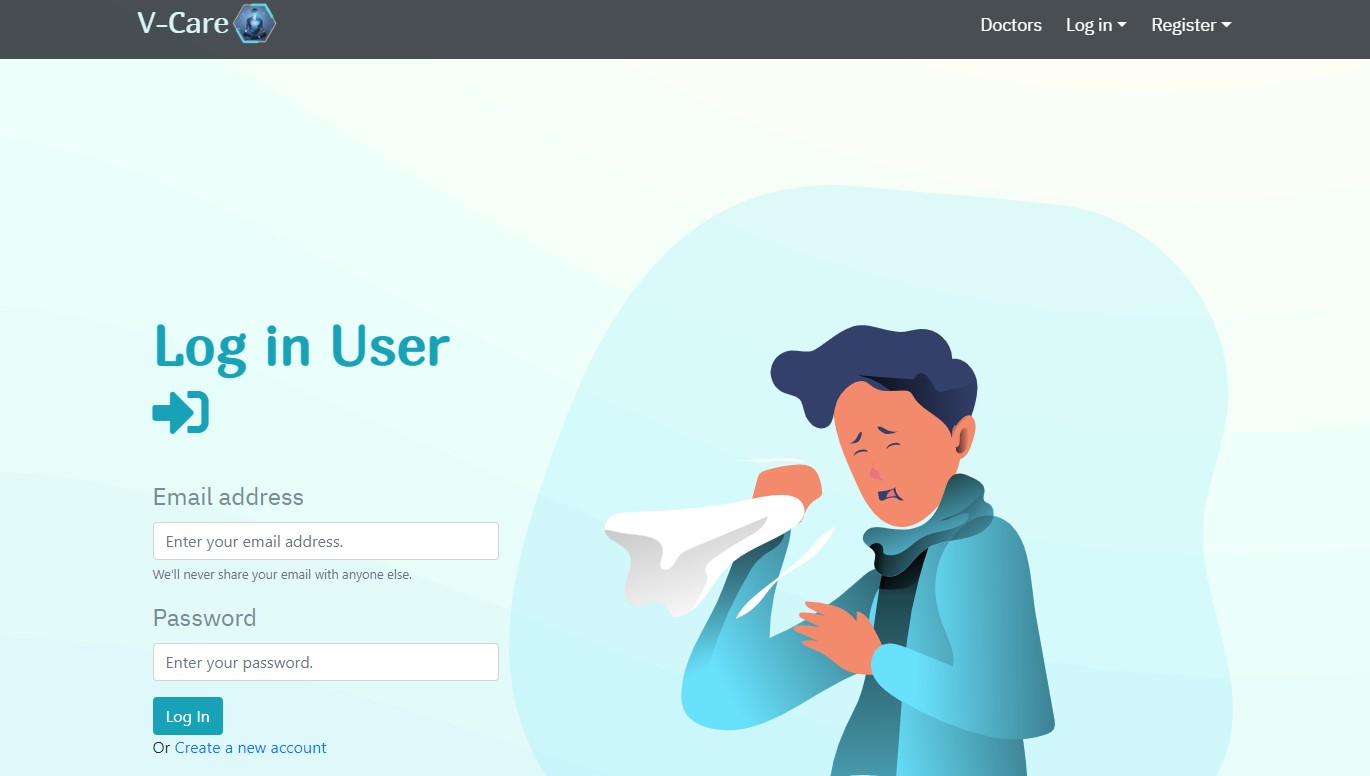 V-Care
Doctors Log in Register
Log in User
Email address
Enter your email address.
We'll never share your email with anyone else.
Password
Enter your password.
Log In
Or Create a new account